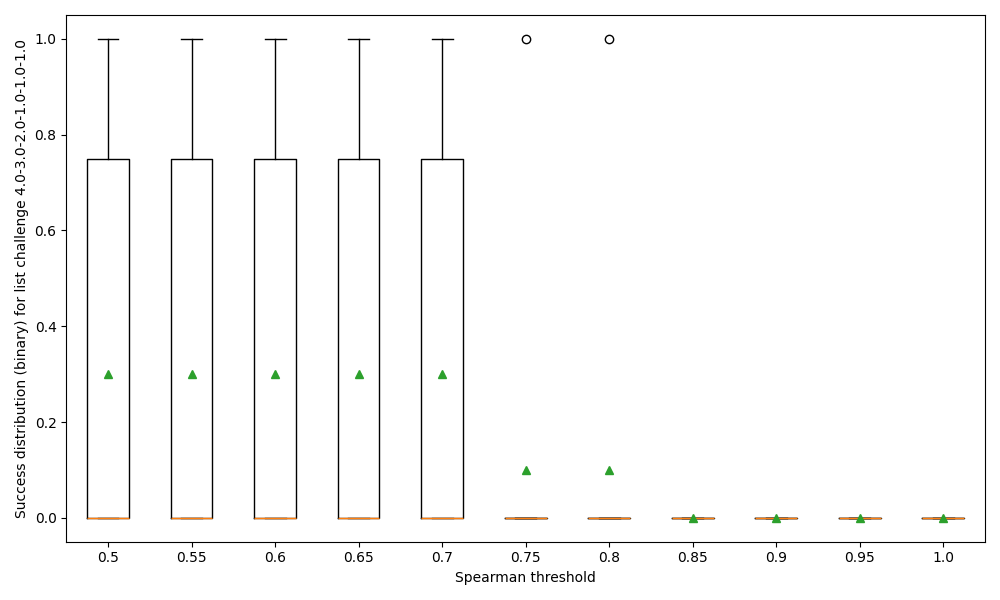 Success distribution (binary) for list challenge 4.0-3.0-2.0-1.0-1.0-1.0
1.0
0.8
0.6
0.4
0.2
0.0
0.5 0.55 0.6 0.65 0.7 0.75 0.8 0.85 0.9 0.95 1.0
Spearman threshold